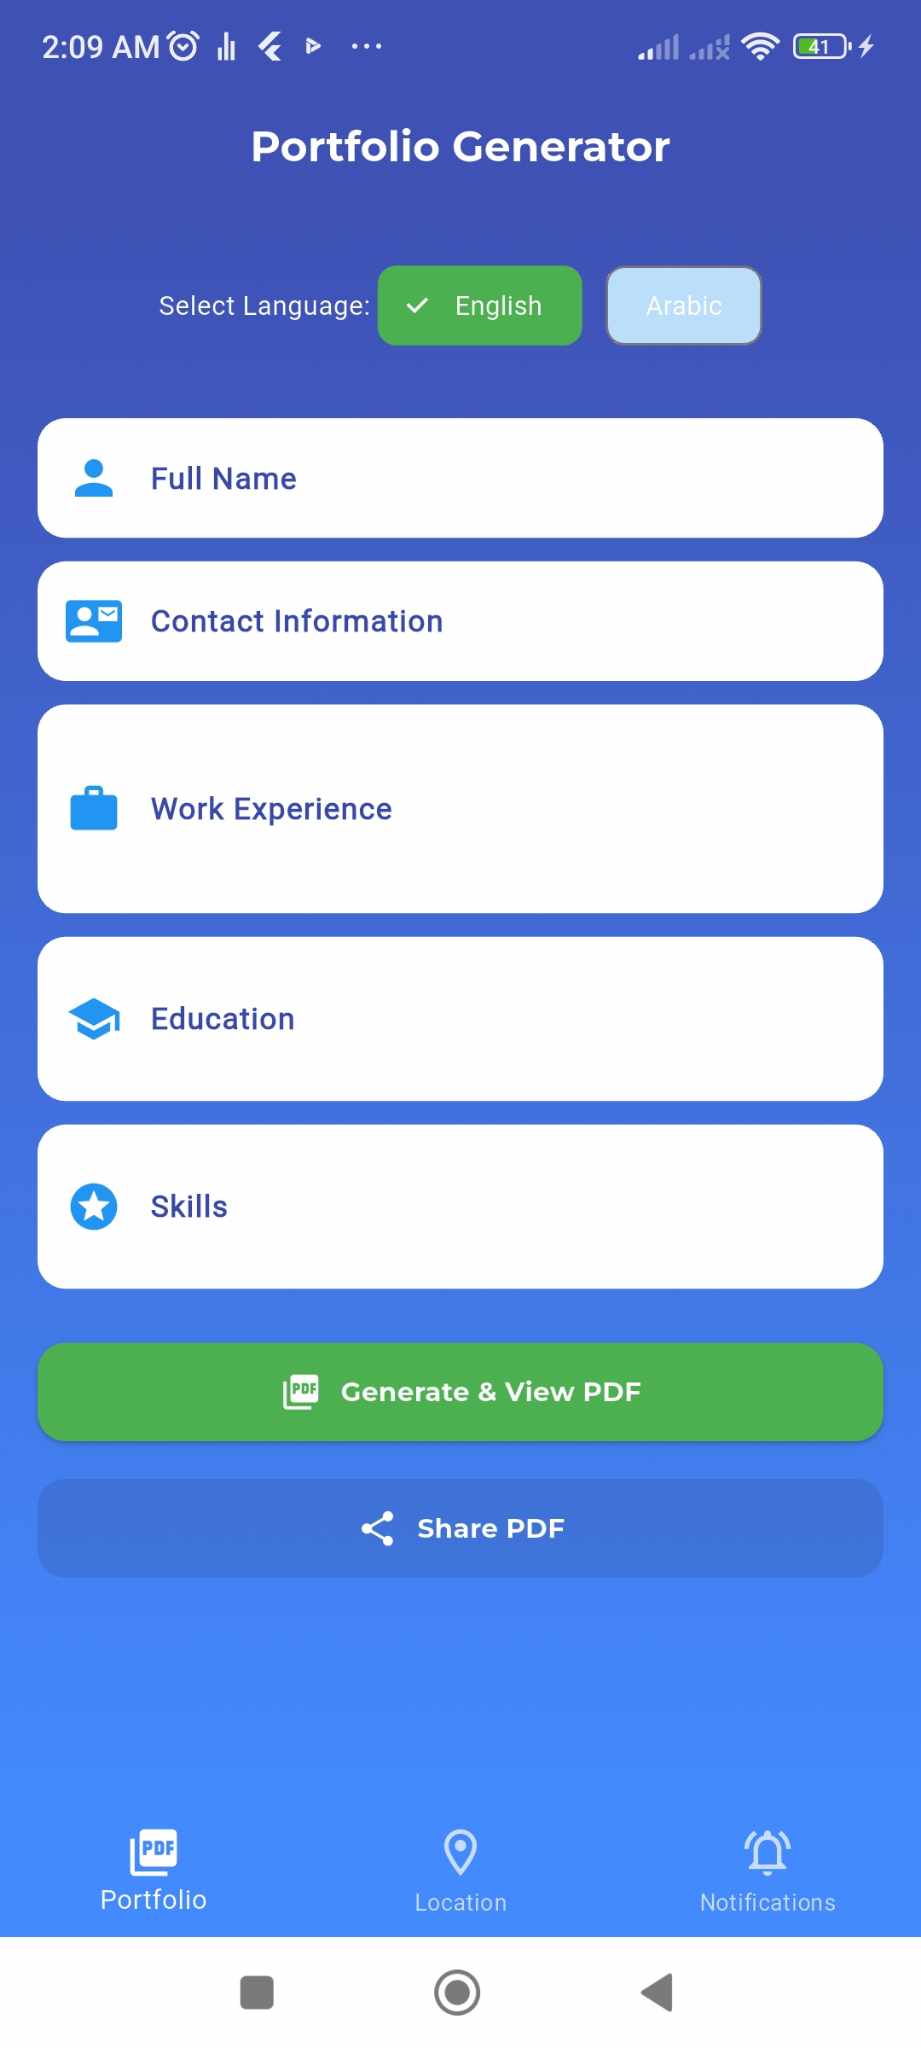 2:09 AM
41
Portfolio Generator
Select Language: English Arabic
Full Name
Contact Information
Work Experience
Education
Skills
PDF Generate & View PDF
Share PDF
PDF
Portfolio Location Notifications